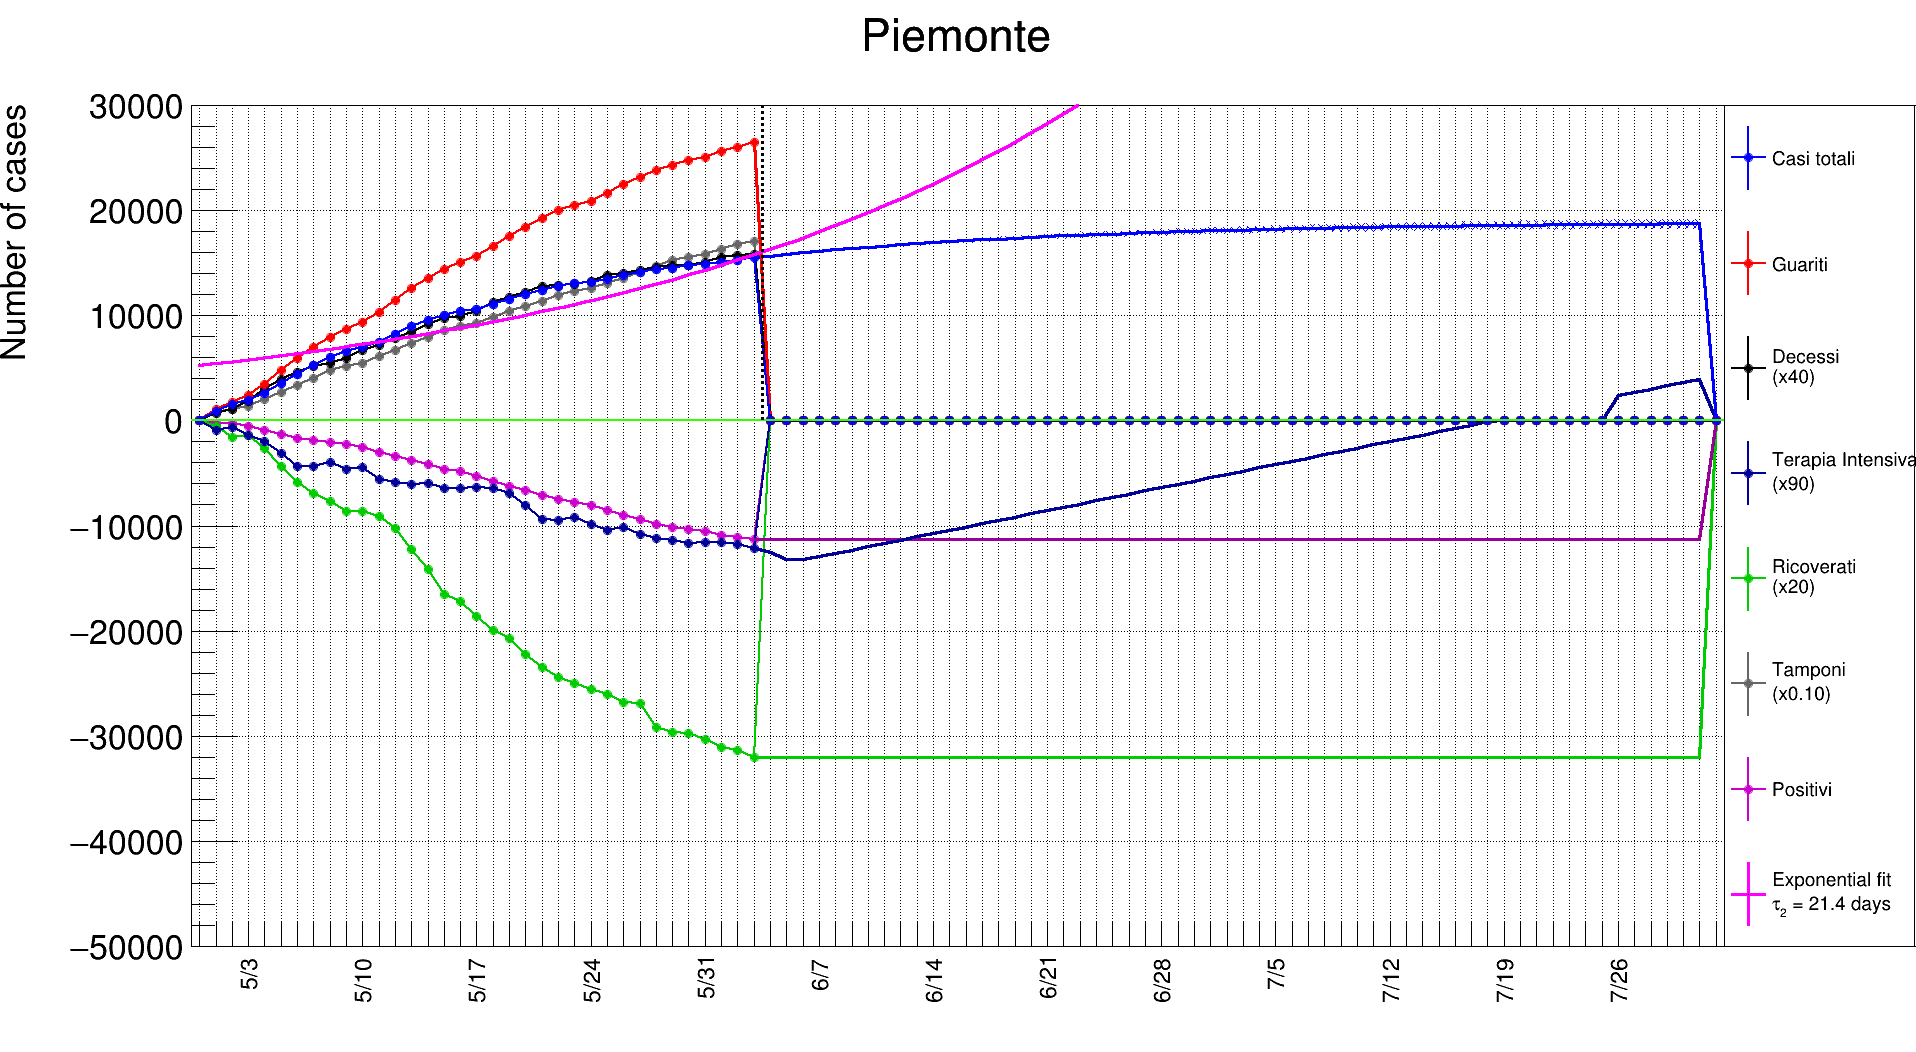 Piemonte
Number of cases
30000
20000
10000
0
−10000
−20000
−30000
−40000
−50000
5/3
5/10
5/17
5/24
5/31
6/7
6/14
6/21
6/28
7/5
7/12
7/19
7/26
Casi totali
Guariti
Decessi
(x40)
Terapia Intensiva
(x90)
Ricoverati
(x20)
Tamponi
(x0.10)
Positivi
Exponential fit
τ2 = 21.4 days